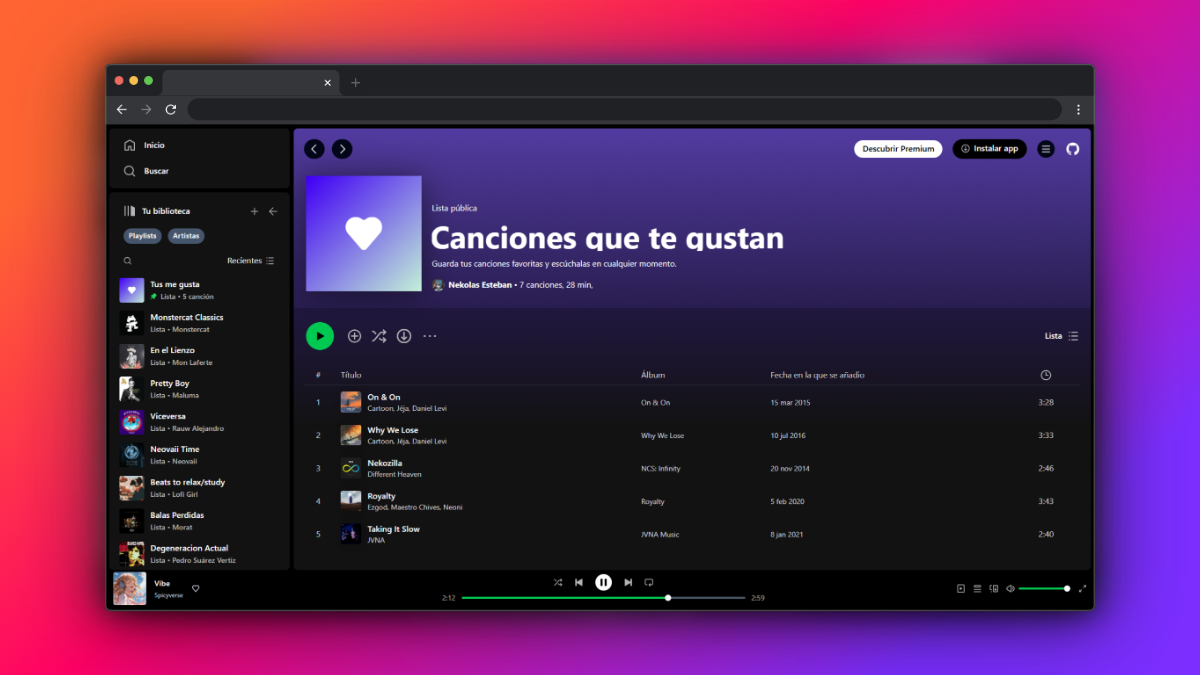 Inicio
Buscar
Tu biblioteca
Playlists Artistas
Recientes
Tus me gusta
Lista • 5 canción
Monstercat Classics
Lista • Monstercat
En el Lienzo
Lista • Mon Laferte
Pretty Boy
Lista • Maluma
Viceversa
Lista • Rauw Alejandro
Neovaii Time
Lista • Neovaii
Beats to relax/study
Lista • Lofi Girl
Balas Perdidas
Lista • Morat
Degeneracion Actual
Lista • Pedro Suárez Vertiz
Descubrir Premium Instalar app
Lista pública
Canciones que te gustan
Guarda tus canciones favoritas y escúchalas en cualquier momento.
Nekolas Esteban • 7 canciones, 28 min,
Lista
# Título Álbum Fecha en la que se añadio
1 On & On On & On 15 mar 2015 3:28
Cartoon, Jéja, Daniel Levi
2 Why We Lose Why We Lose 10 jul 2016 3:33
Cartoon, Jéja, Daniel Levi
3 Nekozilla NCS: Infinity 20 nov 2014 2:46
Different Heaven
4 Royalty Royalty 5 feb 2020 3:43
Ezgod, Maestro Chives, Neoni
5 Taking It Slow JVNA Music 8 jan 2021 2:40
JVNA
Vibe
Spicyverse
2:12 2:59